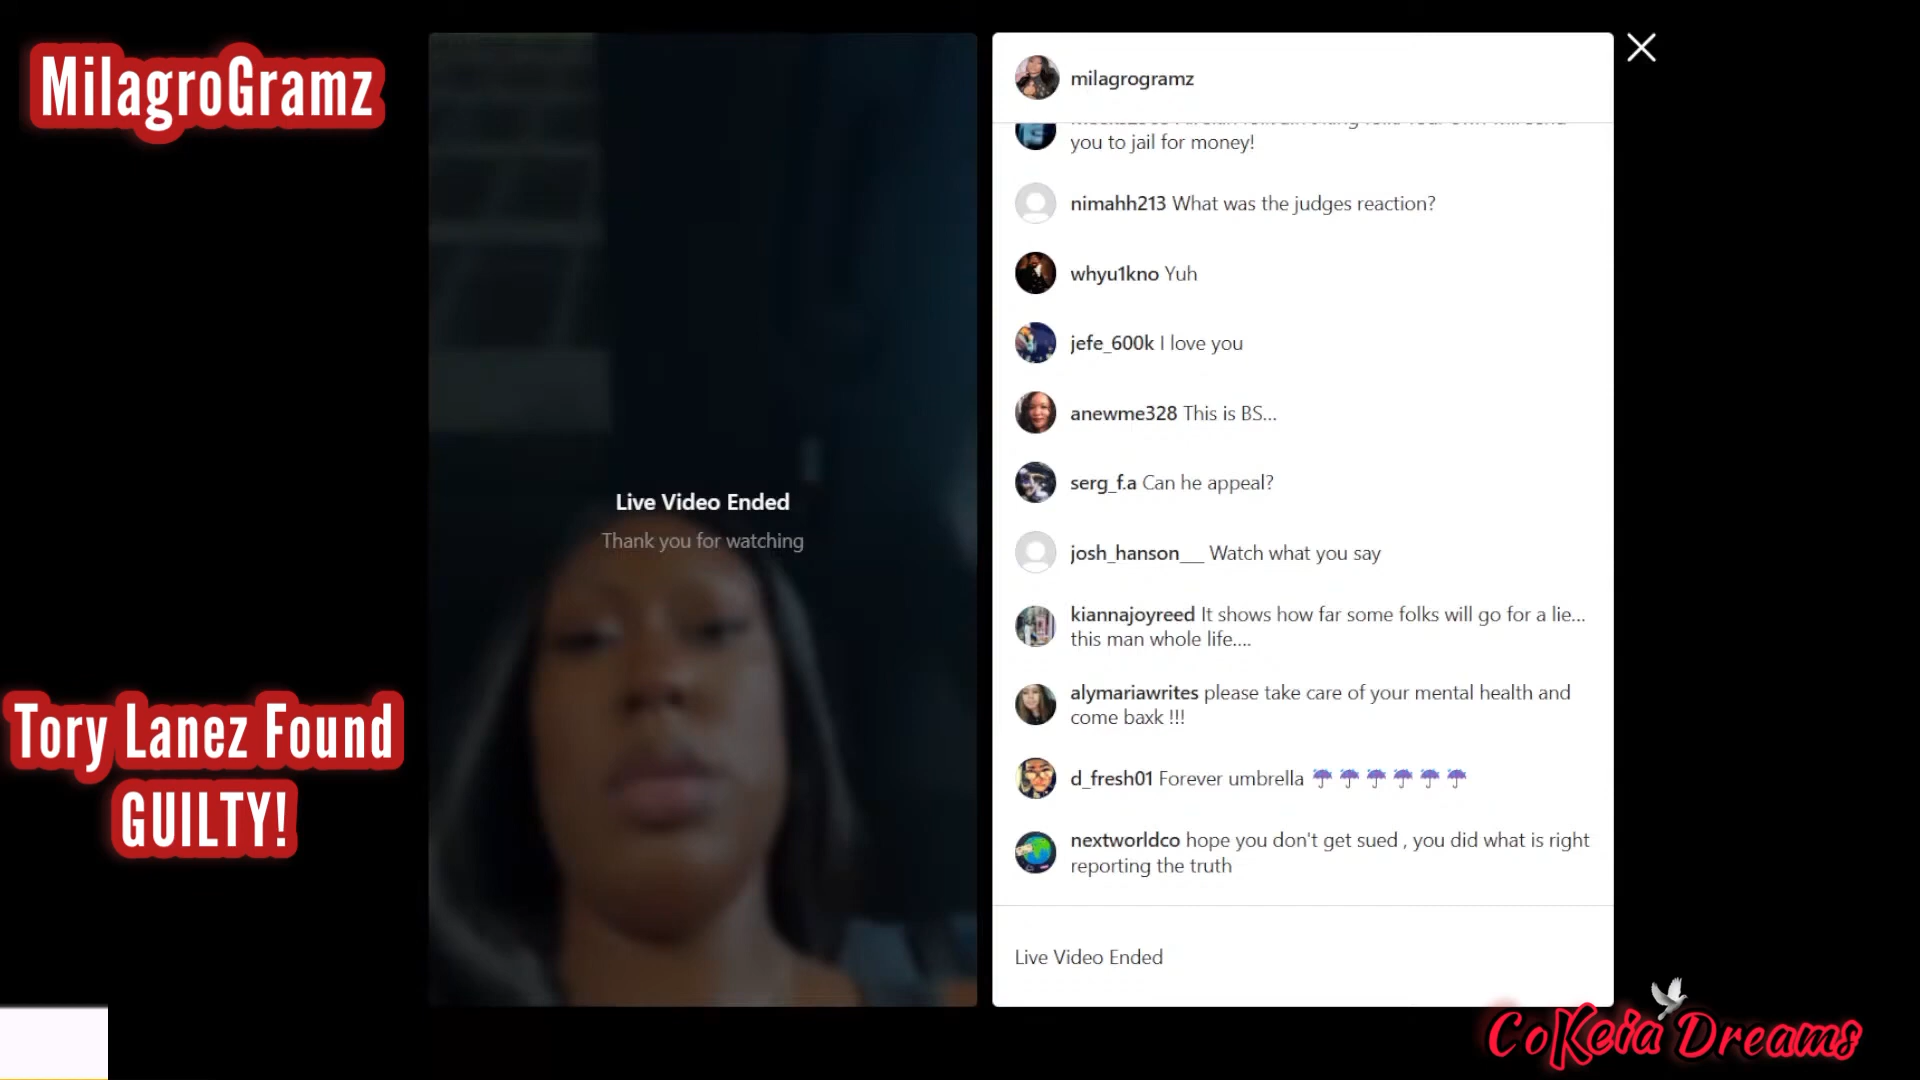 MilagroGramz
Tory Lanez Found
GUILTY!
Live Video Ended
Thank you for watching
milagrogramz
you to jail for money!
nimahh213 What was the judges reaction?
whyu1kno Yuh
jefe_600k I love you
anewme328 This is BS...
serg_f.a Can he appeal?
josh_hanson___ Watch what you say
kiannajoyreed It shows how far some folks will go for a lie...
this man whole life....
alymariawrites please take care of your mental health and
come baxk !!!
d_fresh01 Forever umbrella ☔☔☔☔☔☔
nextworldco hope you don't get sued , you did what is right
reporting the truth
Live Video Ended
CoKeia Dreams